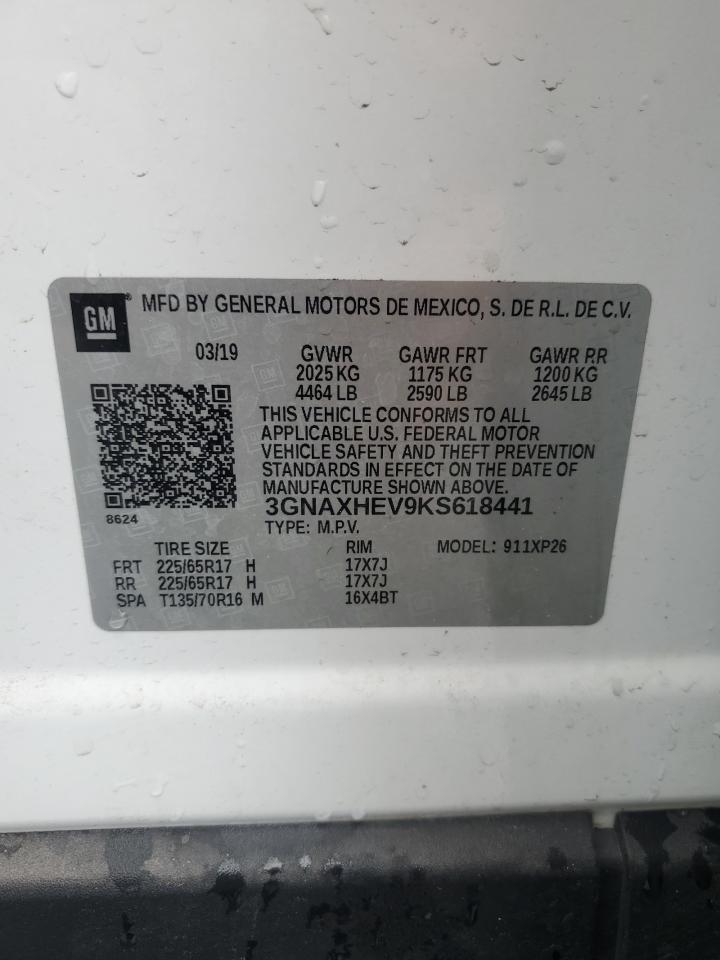 GM® MFD BY GENERAL MOTORS DE MEXICO, S. DE R.L. DE C.V.
03/19 GVWR GAWR FRT GAWR RR
2025 KG 1175 KG 1200 KG
4464 LB 2590 LB 2645 LB
THIS VEHICLE CONFORMS TO ALL
APPLICABLE U.S. FEDERAL MOTOR
VEHICLE SAFETY AND THEFT PREVENTION
STANDARDS IN EFFECT ON THE DATE OF
MANUFACTURE SHOWN ABOVE.
3GNAXHEV9KS618441
8624
TYPE: M.P.V.
TIRE SIZE RIM MODEL: 911XP26
FRT 225/65R17 H 17X7J
RR 225/65R17 H 17X7J
SPA T135/70R16 M 16X4BT